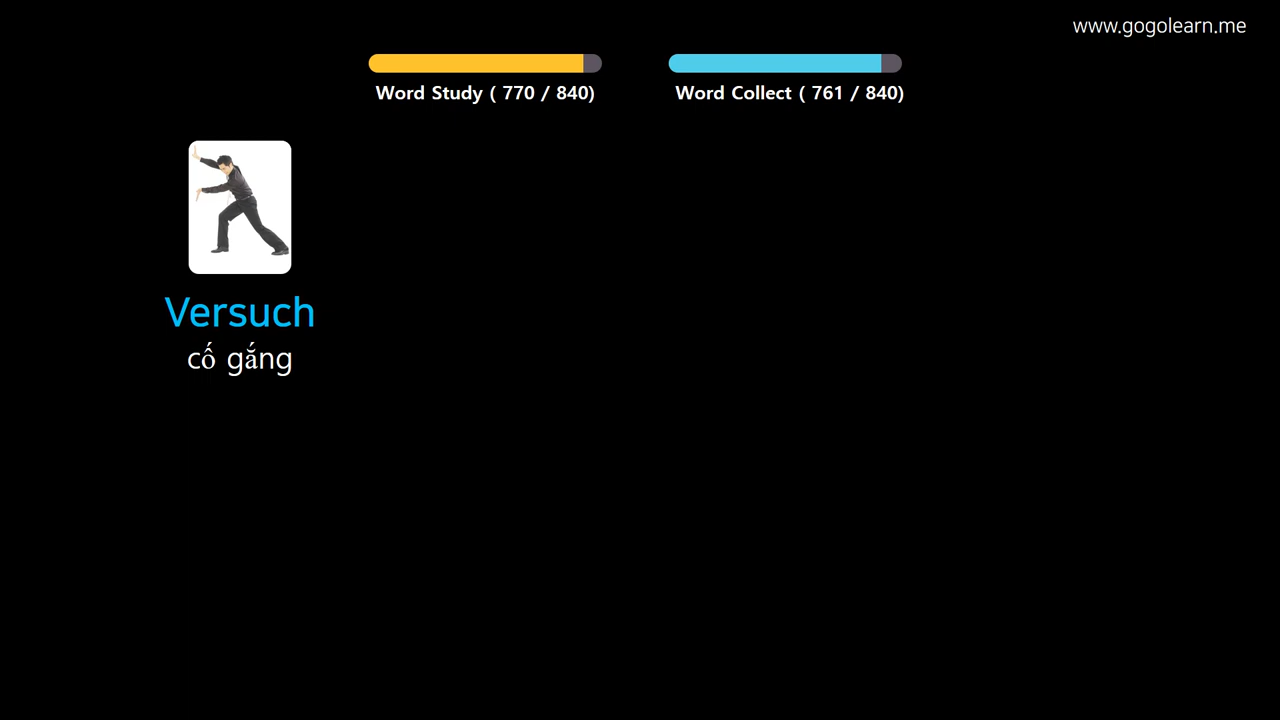 www.gogolearn.me
Word Study ( 770 / 840)
Word Collect ( 761 / 840)
Versuch
cố gắng